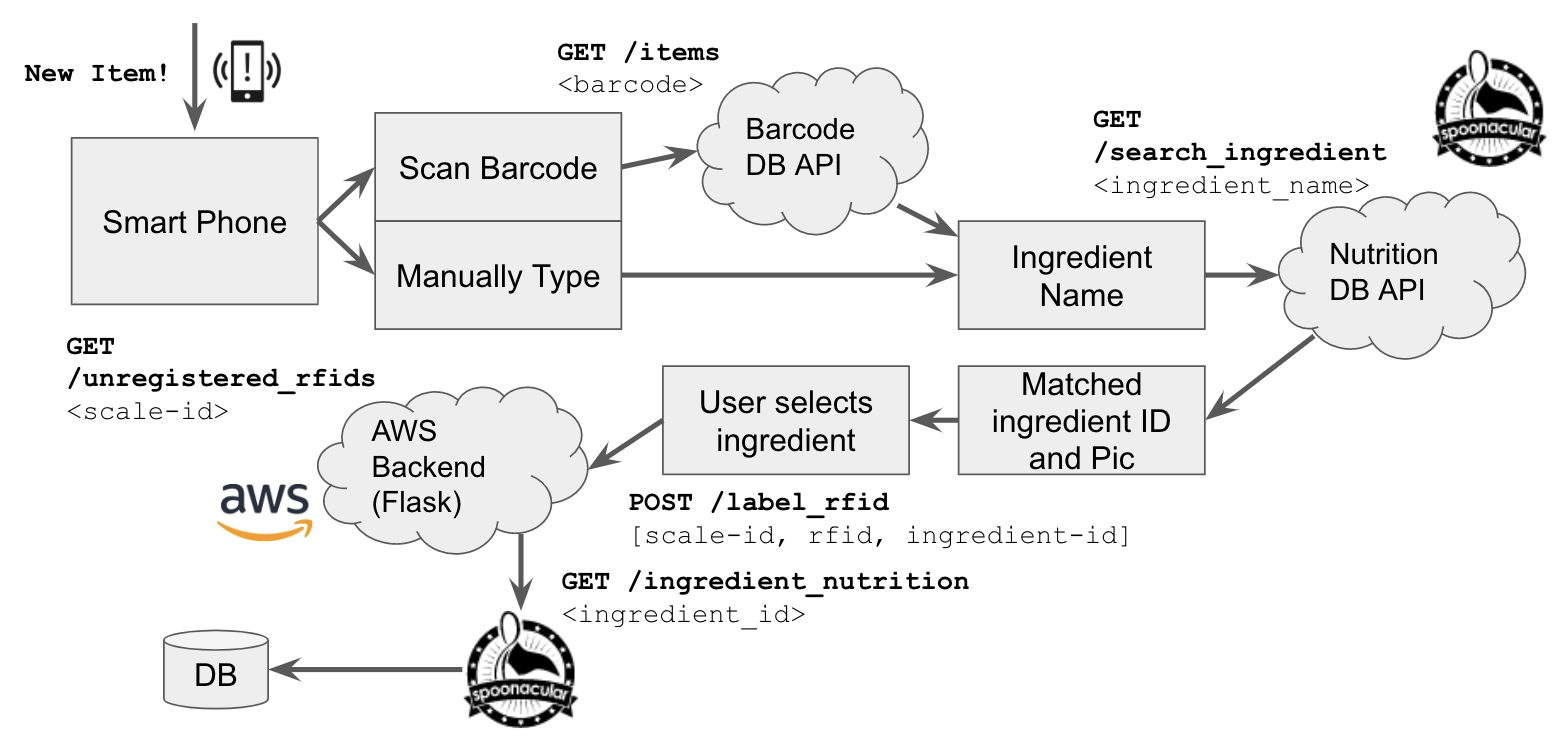 New Item!
GET /items
<barcode>
Smart Phone
Scan Barcode
Manually Type
Barcode
DB API
Ingredient
Name
GET
/search_ingredient
<ingredient_name>
spoonacular
Nutrition
DB API
Matched
ingredient ID
and Pic
User selects
ingredient
POST /label_rfid
[scale-id, rfid, ingredient-id]
GET
/unregistered_rfids
<scale-id>
AWS
Backend
(Flask)
aws
GET /ingredient_nutrition
<ingredient_id>
spoonacular
DB